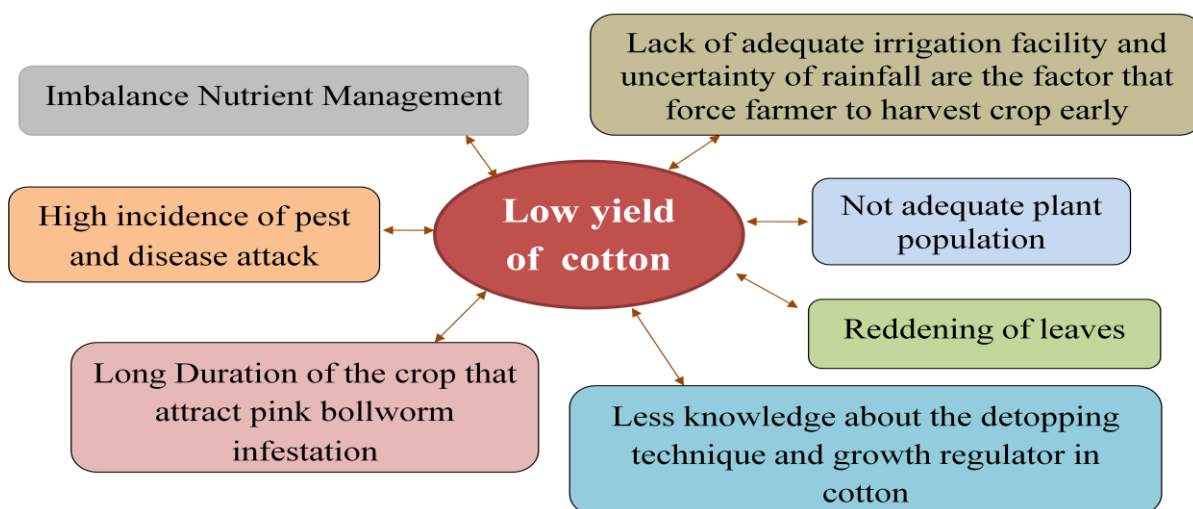 Imbalance Nutrient Management
Lack of adequate irrigation facility and
uncertainty of rainfall are the factor that
force farmer to harvest crop early
High incidence of pest
and disease attack
Low yield
of cotton
Not adequate plant
population
Reddening of leaves
Long Duration of the crop that
attract pink bollworm
infestation
Less knowledge about the detopping
technique and growth regulator in
cotton